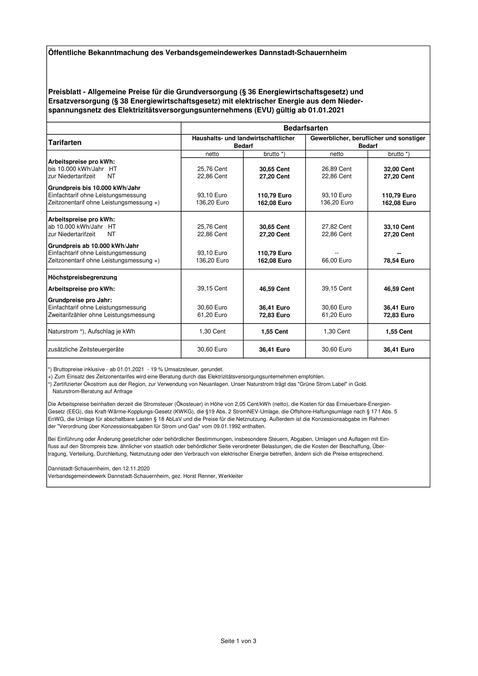 Öffentliche Bekanntmachung des Verbandsgemeindewerkes Dannstadt-Schauernheim
Preisblatt - Allgemeine Preise für die Grundversorgung (§ 36 Energiewirtschaftsgesetz) und
Ersatzversorgung (§ 38 Energiewirtschaftsgesetz) mit elektrischer Energie aus dem Nieder-
spannungsnetz des Elektrizitätsversorgungsunternehmens (EVU) gültig ab 01.01.2021
Bedarfsarten
Tarifarten Haushalts- und landwirtschaftlicher Bedarf Gewerblicher, beruflicher und sonstiger Bedarf
netto brutto *) netto brutto *)
Arbeitspreise pro kWh:
bis 10.000 kWh/Jahr HT 25,76 Cent 30,65 Cent 26,89 Cent 32,00 Cent
zur Niedertarifzeit NT 22,86 Cent 27,20 Cent 22,86 Cent 27,20 Cent
Grundpreis bis 10.000 kWh/Jahr
Einfachtarif ohne Leistungsmessung 93,10 Euro 110,79 Euro 93,10 Euro 110,79 Euro
Zeitzonentarif ohne Leistungsmessung +) 136,20 Euro 162,08 Euro 136,20 Euro 162,08 Euro
Arbeitspreise pro kWh:
ab 10.000 kWh/Jahr HT 25,76 Cent 30,65 Cent 27,82 Cent 33,10 Cent
zur Niedertarifzeit NT 22,86 Cent 27,20 Cent 22,86 Cent 27,20 Cent
Grundpreis ab 10.000 kWh/Jahr
Einfachtarif ohne Leistungsmessung 93,10 Euro 110,79 Euro -- --
Zeitzonentarif ohne Leistungsmessung +) 136,20 Euro 162,08 Euro 66,00 Euro 78,54 Euro
Höchstpreisbegrenzung
Arbeitspreise pro kWh: 39,15 Cent 46,59 Cent 39,15 Cent 46,59 Cent
Grundpreise pro Jahr:
Einfachtarif ohne Leistungsmessung 30,60 Euro 36,41 Euro 30,60 Euro 36,41 Euro
Zweitarifzähler ohne Leistungsmessung 61,20 Euro 72,83 Euro 61,20 Euro 72,83 Euro
Naturstrom °), Aufschlag je kWh 1,30 Cent 1,55 Cent 1,30 Cent 1,55 Cent
zusätzliche Zeitsteuergeräte 30,60 Euro 36,41 Euro 30,60 Euro 36,41 Euro
*) Bruttopreise inklusive - ab 01.01.2021 - 19 % Umsatzsteuer, gerundet.
+) Zum Einsatz des Zeitzonentarifes wird eine Beratung durch das Elektrizitätsversorgungsunternehmen empfohlen.
°) Zertifizierter Ökostrom aus der Region, zur Verwendung von Neuanlagen. Unser Naturstrom trägt das "Grüne Strom Label" in Gold.
Naturstrom-Beratung auf Anfrage
Die Arbeitspreise beinhalten derzeit die Stromsteuer (Ökosteuer) in Höhe von 2,05 Cent/kWh (netto), die Kosten für das Erneuerbare-Energien-
Gesetz (EEG), das Kraft-Wärme-Kopplungs-Gesetz (KWKG), die §19 Abs. 2 StromNEV-Umlage, die Offshore-Haftungsumlage nach § 17 f Abs. 5
EnWG, die Umlage für abschaltbare Lasten § 18 AbLaV und die Preise für die Netznutzung. Außerdem ist die Konzessionsabgabe im Rahmen
der "Verordnung über Konzessionsabgaben für Strom und Gas" vom 09.01.1992 enthalten.
Bei Einführung oder Änderung gesetzlicher oder behördlicher Bestimmungen, insbesondere Steuern, Abgaben, Umlagen und Auflagen mit Ein-
fluss auf den Strompreis bzw. ähnlicher von staatlich oder behördlicher Seite verordneter Belastungen, die die Kosten der Beschaffung, Über-
tragung, Verteilung, Durchleitung, Netznutzung oder den Verbrauch von elektrischer Energie betreffen, ändern sich die Preise entsprechend.
Dannstadt-Schauernheim, den 12.11.2020
Verbandsgemeindewerk Dannstadt-Schauernheim, gez. Horst Renner, Werkleiter
Seite 1 von 3